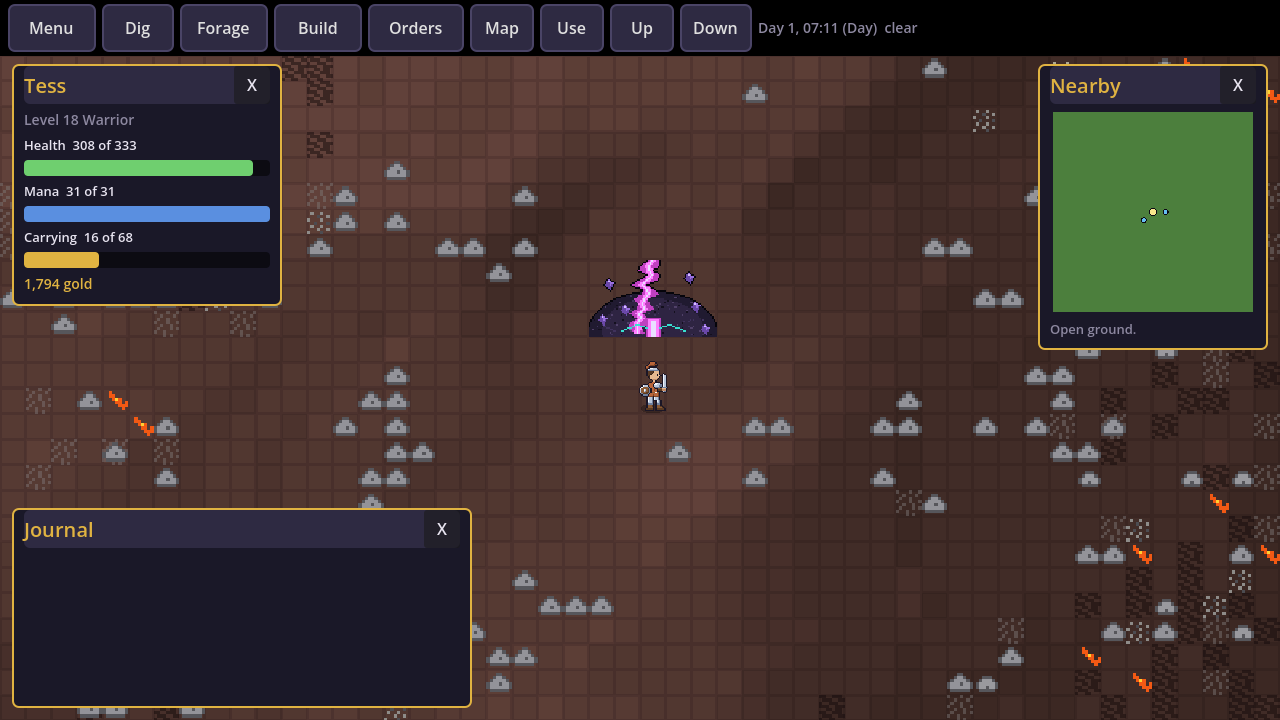 Menu Dig Forage Build Orders Map Use Up Down Day 1, 07:11 (Day) clear
Tess X
Level 18 Warrior
Health 308 of 333
Mana 31 of 31
Carrying 16 of 68
1,794 gold
Nearby X
Open ground.
Journal X